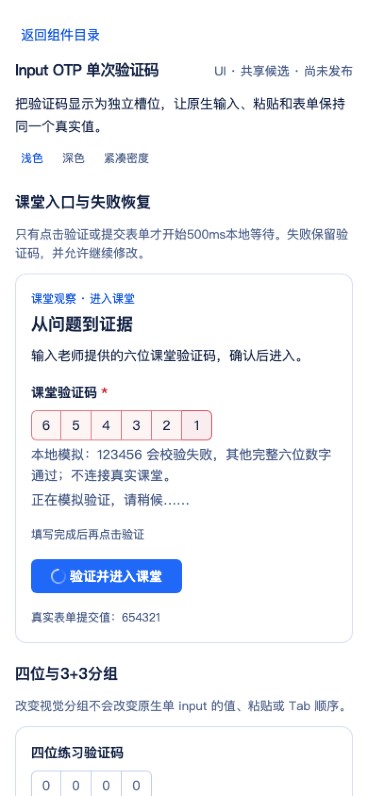 返回组件目录
Input OTP 单次验证码
UI · 共享候选 · 尚未发布
把验证码显示为独立槽位，让原生输入、粘贴和表单保持
同一个真实值。
浅色 深色 紧凑密度
课堂入口与失败恢复
只有点击验证或提交表单才开始500ms本地等待。失败保留验
证码，并允许继续修改。
课堂观察 · 进入课堂
从问题到证据
输入老师提供的六位课堂验证码，确认后进入。
课堂验证码 *
6 5 4 3 2 1
本地模拟：123456 会校验失败，其他完整六位数字
通过；不连接真实课堂。
正在模拟验证，请稍候……
填写完成后再点击验证
验证并进入课堂
真实表单提交值：654321
四位与3+3分组
改变视觉分组不会改变原生单 input 的值、粘贴或 Tab 顺序。
四位练习验证码
0 0 0 0